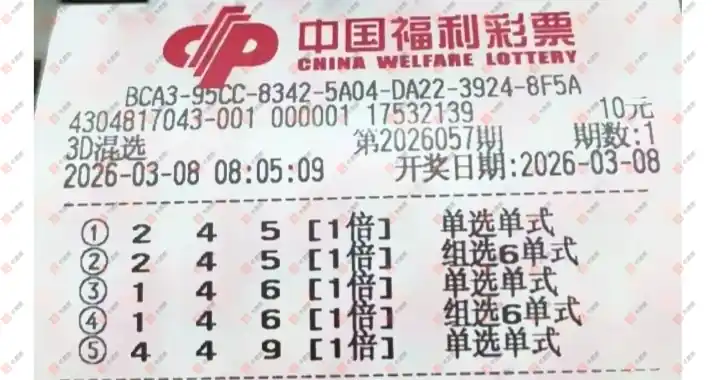 中国福利彩票
CHINA WELFARE LOTTERY
BCA3-95CC-8342-5A04-DA22-3924-8F5A
4304817043-001 000001 17532139 10元
3D混选 第2026057期 期数:1
2026-03-08 08:05:09 开奖日期:2026-03-08
① 2 4 5 [1倍] 单选单式
② 2 4 5 [1倍] 组选6单式
③ 1 4 6 [1倍] 单选单式
④ 1 4 6 [1倍] 组选6单式
⑤ 4 4 9 [1倍] 单选单式